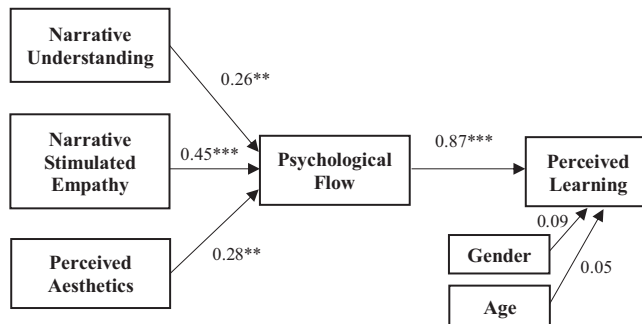 Narrative
Understanding
0.26**
Narrative
Stimulated
Empathy
0.45***
Psychological
Flow
0.87***
Perceived
Learning
Perceived
Aesthetics
0.28**
Gender
0.09
Age
0.05